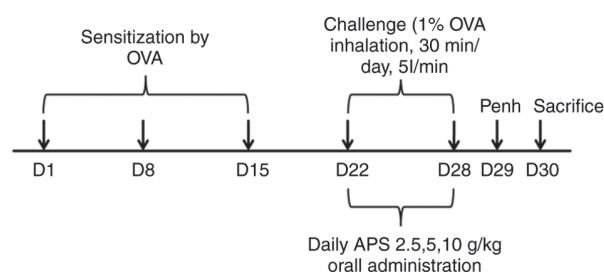 Sensitization by
OVA
Challenge (1% OVA
inhalation, 30 min/
day, 5l/min
Penh Sacrifice
D1 D8 D15 D22 D28 D29 D30
Daily APS 2.5,5,10 g/kg
orall administration